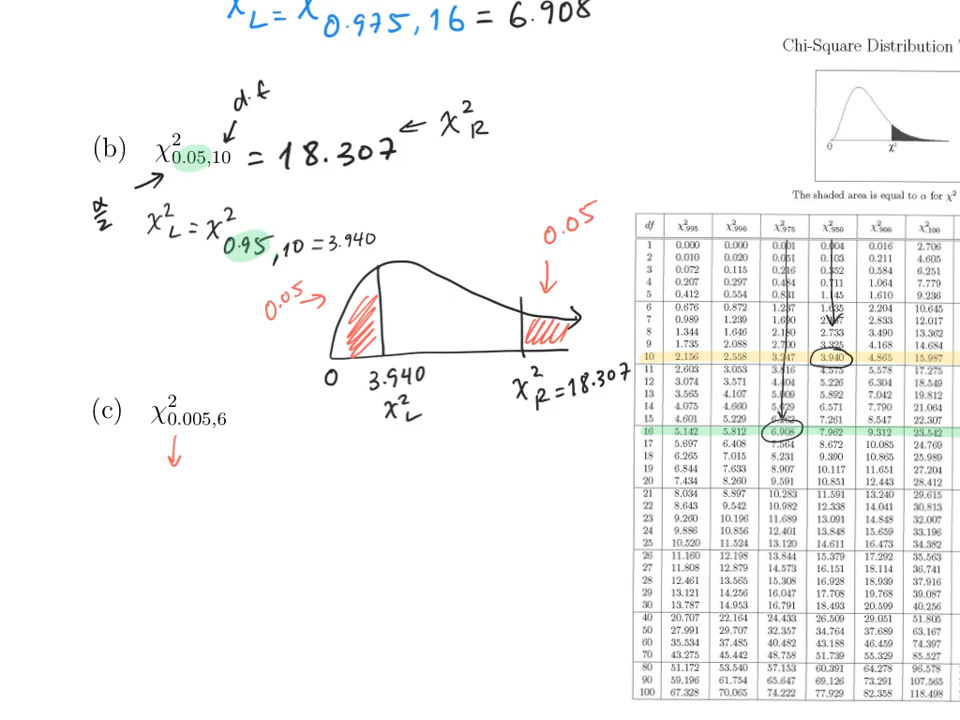 χ_L = χ_{0.975, 16} = 6.908
d.f
(b) χ²_{0.05,10} = 18.307 ← χ²_R
α/2
χ²_L = χ²_{0.95, 10} = 3.940
0.05
0.05
0
3.940
χ²_L
χ²_R = 18.307
(c) χ²_{0.005,6}
Chi-Square Distribution
0
χ²
The shaded area is equal to α for χ²
df χ².995 χ².990 χ².975 χ².950 χ².900 χ².100
1 0.000 0.000 0.001 0.004 0.016 2.706
2 0.010 0.020 0.051 0.103 0.211 4.605
3 0.072 0.115 0.216 0.352 0.584 6.251
4 0.207 0.297 0.484 0.711 1.064 7.779
5 0.412 0.554 0.831 1.145 1.610 9.236
6 0.676 0.872 1.237 1.635 2.204 10.645
7 0.989 1.239 1.690 2.833 12.017
8 1.344 1.646 2.180 2.733 3.490 13.362
9 1.735 2.088 2.700 3.325 4.168 14.684
10 2.156 2.558 3.247 3.940 4.865 15.987
11 2.603 3.053 3.816 4.575 5.578 17.275
12 3.074 3.571 4.404 5.226 6.304 18.549
13 3.565 4.107 5.009 5.892 7.042 19.812
14 4.075 4.660 5.629 6.571 7.790 21.064
15 4.601 5.229 7.261 8.547 22.307
16 5.142 5.812 6.908 7.962 9.312 23.542
17 5.697 6.408 7.564 8.672 10.085 24.769
18 6.265 7.015 8.231 9.390 10.865 25.989
19 6.844 7.633 8.907 10.117 11.651 27.204
20 7.434 8.260 9.591 10.851 12.443 28.412
21 8.034 8.897 10.283 11.591 13.240 29.615
22 8.643 9.542 10.982 12.338 14.041 30.813
23 9.260 10.196 11.689 13.091 14.848 32.007
24 9.886 10.856 12.401 13.848 15.659 33.196
25 10.520 11.524 13.120 14.611 16.473 34.382
26 11.160 12.198 13.844 15.379 17.292 35.563
27 11.808 12.879 14.573 16.151 18.114 36.741
28 12.461 13.565 15.308 16.928 18.939 37.916
29 13.121 14.256 16.047 17.708 19.768 39.087
30 13.787 14.953 16.791 18.493 20.599 40.256
40 20.707 22.164 24.433 26.509 29.051 51.805
50 27.991 29.707 32.357 34.764 37.689 63.167
60 35.534 37.485 40.482 43.188 46.459 74.397
70 43.275 45.442 48.758 51.739 55.329 85.527
80 51.172 53.540 57.153 60.391 64.278 96.578
90 59.196 61.754 65.647 69.126 73.291 107.565
100 67.328 70.065 74.222 77.929 82.358 118.498